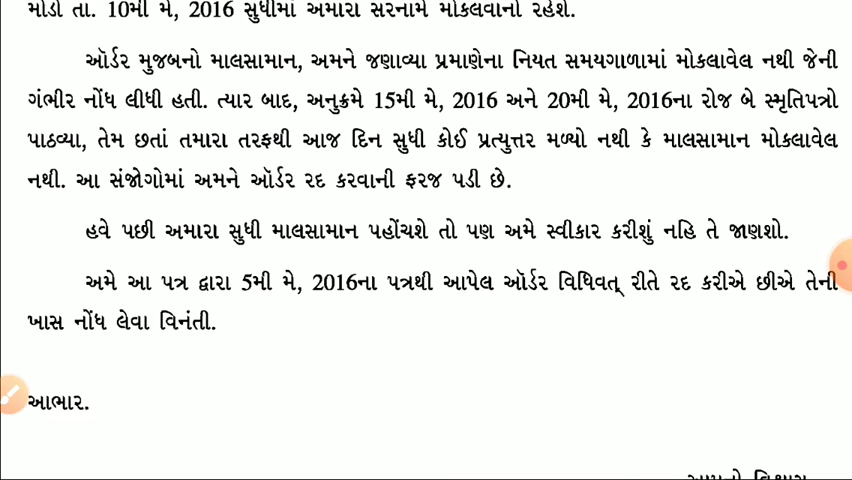 મોડો તા. 10મી મે, 2016 સુધીમાં અમારા સરનામે મોકલવાનો રહેશે.
ઑર્ડર મુજબનો માલસામાન, અમને જણાવ્યા પ્રમાણેના નિયત સમયગાળામાં મોકલાવેલ નથી જેની
ગંભીર નોંધ લીધી હતી. ત્યાર બાદ, અનુક્રમે 15મી મે, 2016 અને 20મી મે, 2016ના રોજ બે સ્મૃતિપત્રો
પાઠવ્યા, તેમ છતાં તમારા તરફથી આજ દિન સુધી કોઈ પ્રત્યુત્તર મળ્યો નથી કે માલસામાન મોકલાવેલ
નથી. આ સંજોગોમાં અમને ઑર્ડર રદ કરવાની ફરજ પડી છે.
હવે પછી અમારા સુધી માલસામાન પહોંચશે તો પણ અમે સ્વીકાર કરીશું નહિ તે જાણશો.
અમે આ પત્ર દ્વારા 5મી મે, 2016ના પત્રથી આપેલ ઑર્ડર વિધિવત્ રીતે રદ કરીએ છીએ તેની
ખાસ નોંધ લેવા વિનંતી.
આભાર.